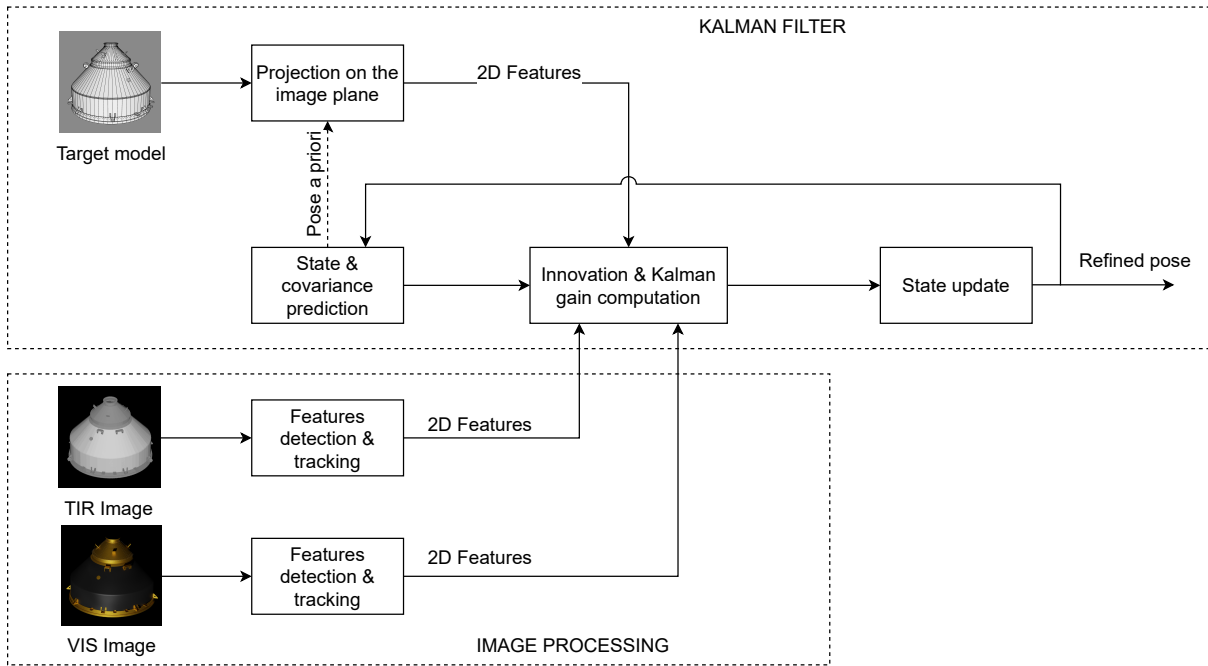 KALMAN FILTER
Projection on the
image plane
2D Features
Target model
Pose a priori
State &
covariance
prediction
Innovation & Kalman
gain computation
State update
Refined pose
Features
detection &
tracking
2D Features
TIR Image
Features
detection &
tracking
2D Features
VIS Image
IMAGE PROCESSING